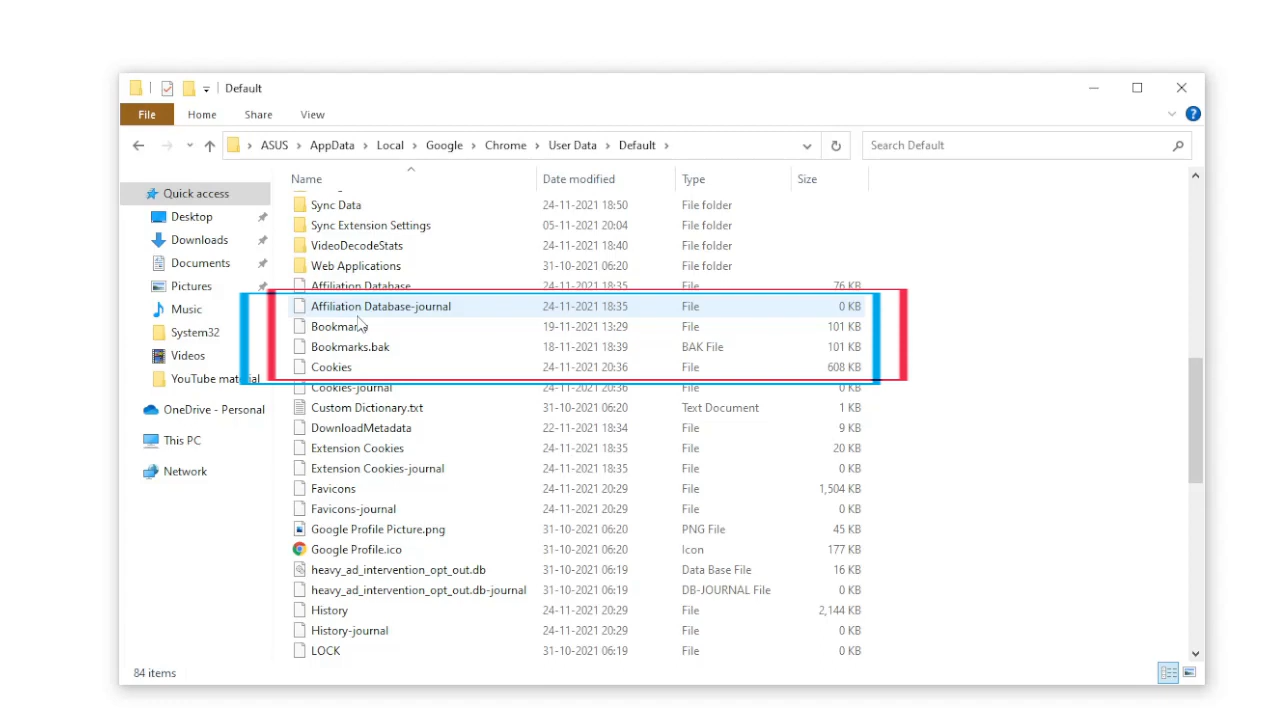 Default
File Home Share View
ASUS AppData Local Google Chrome User Data Default
Search Default
Name Date modified Type Size
Quick access
Desktop
Downloads
Documents
Pictures
Music
System32
Videos
YouTube material
OneDrive - Personal
This PC
Network
Sync Data 24-11-2021 18:50 File folder
Sync Extension Settings 05-11-2021 20:04 File folder
VideoDecodeStats 24-11-2021 18:40 File folder
Web Applications 31-10-2021 06:20 File folder
Affiliation Database 24-11-2021 18:35 File 76 KB
Affiliation Database-journal 24-11-2021 18:35 File 0 KB
Bookmarks 19-11-2021 13:29 File 101 KB
Bookmarks.bak 18-11-2021 18:39 BAK File 101 KB
Cookies 24-11-2021 20:36 File 608 KB
Cookies-journal 24-11-2021 20:36 File 0 KB
Custom Dictionary.txt 31-10-2021 06:20 Text Document 1 KB
DownloadMetadata 22-11-2021 18:34 File 9 KB
Extension Cookies 24-11-2021 18:35 File 20 KB
Extension Cookies-journal 24-11-2021 18:35 File 0 KB
Favicons 24-11-2021 20:29 File 1,504 KB
Favicons-journal 24-11-2021 20:29 File 0 KB
Google Profile Picture.png 31-10-2021 06:20 PNG File 45 KB
Google Profile.ico 31-10-2021 06:20 Icon 177 KB
heavy_ad_intervention_opt_out.db 31-10-2021 06:19 Data Base File 16 KB
heavy_ad_intervention_opt_out.db-journal 31-10-2021 06:19 DB-JOURNAL File 0 KB
History 24-11-2021 20:29 File 2,144 KB
History-journal 24-11-2021 20:29 File 0 KB
LOCK 31-10-2021 06:19 File 0 KB
84 items